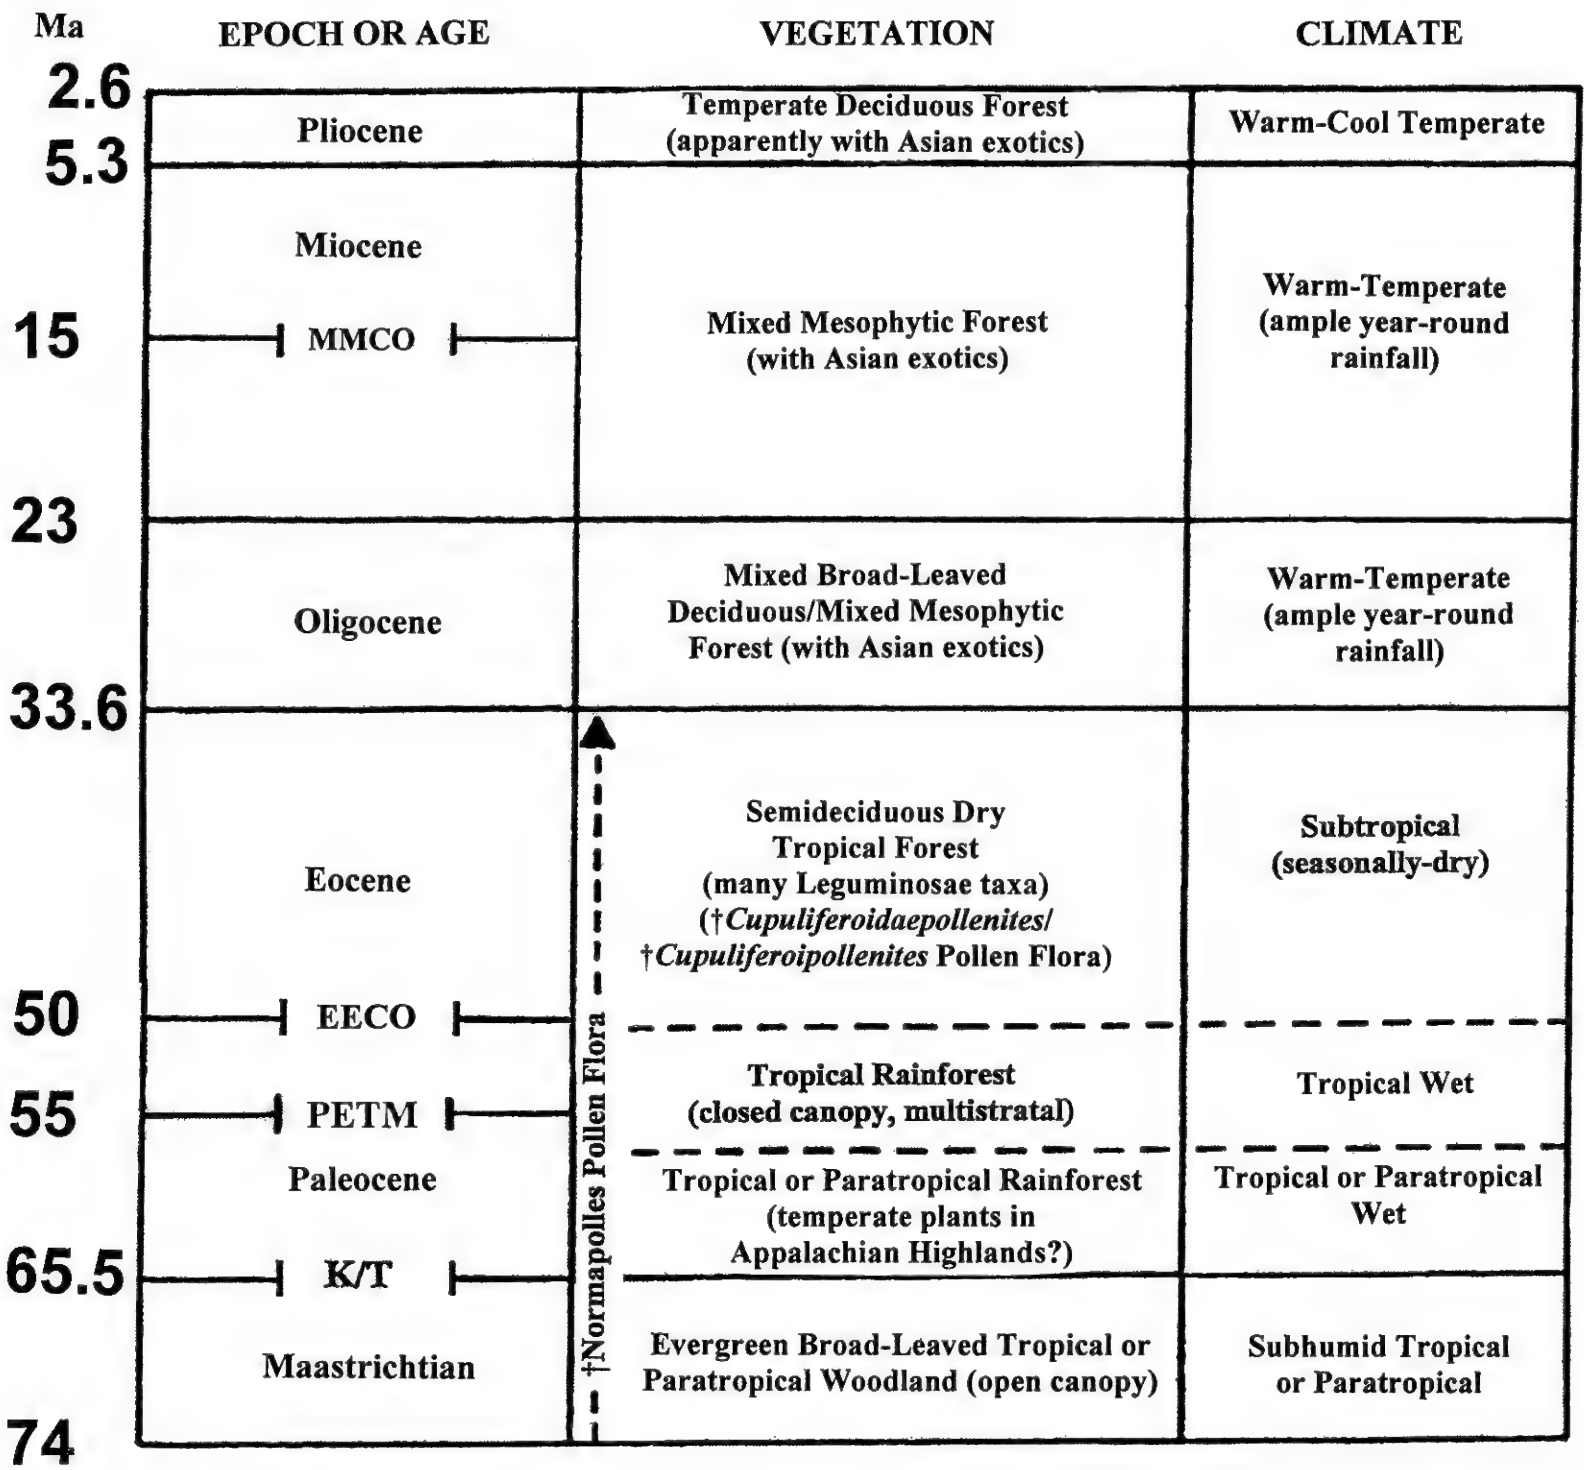 Ma EPOCH OR AGE VEGETATION CLIMATE
2.6
Pliocene
Temperate Deciduous Forest
(apparently with Asian exotics)
Warm-Cool Temperate
5.3
Miocene
15
MMCO
Mixed Mesophytic Forest
(with Asian exotics)
Warm-Temperate
(ample year-round
rainfall)
23
Oligocene
Mixed Broad-Leaved
Deciduous/Mixed Mesophytic
Forest (with Asian exotics)
Warm-Temperate
(ample year-round
rainfall)
33.6
Eocene
Semideciduous Dry
Tropical Forest
(many Leguminosae taxa)
(†Cupuliferoidaepollenites/
†Cupuliferoipollenites Pollen Flora)
Subtropical
(seasonally-dry)
50
EECO
†Normapolles Pollen Flora
Tropical Rainforest
(closed canopy, multistratal)
Tropical Wet
55
PETM
Paleocene
Tropical or Paratropical Rainforest
(temperate plants in
Appalachian Highlands?)
Tropical or Paratropical
Wet
65.5
K/T
Maastrichtian
Evergreen Broad-Leaved Tropical or
Paratropical Woodland (open canopy)
Subhumid Tropical
or Paratropical
74